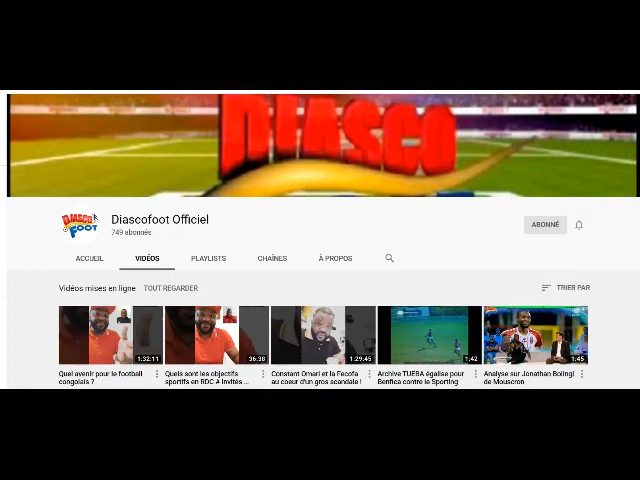 DIASCO
DIASCO
FOOT
Diascofoot Officiel
749 abonnés
ABONNÉ
ACCUEIL
VIDÉOS
PLAYLISTS
CHAÎNES
À PROPOS
Vidéos mises en ligne
TOUT REGARDER
TRIER PAR
1:32:11
36:38
1:29:45
1:42
1:45
Quel avenir pour le football
congolais ?
Quels sont les objectifs
sportifs en RDC # Invités ...
Constant Omari et la Fecofa
au coeur d'un gros scandale !
Archive TUEBA égalise pour
Benfica contre le Sporting
Analyse sur Jonathan Bolingi
de Mouscron